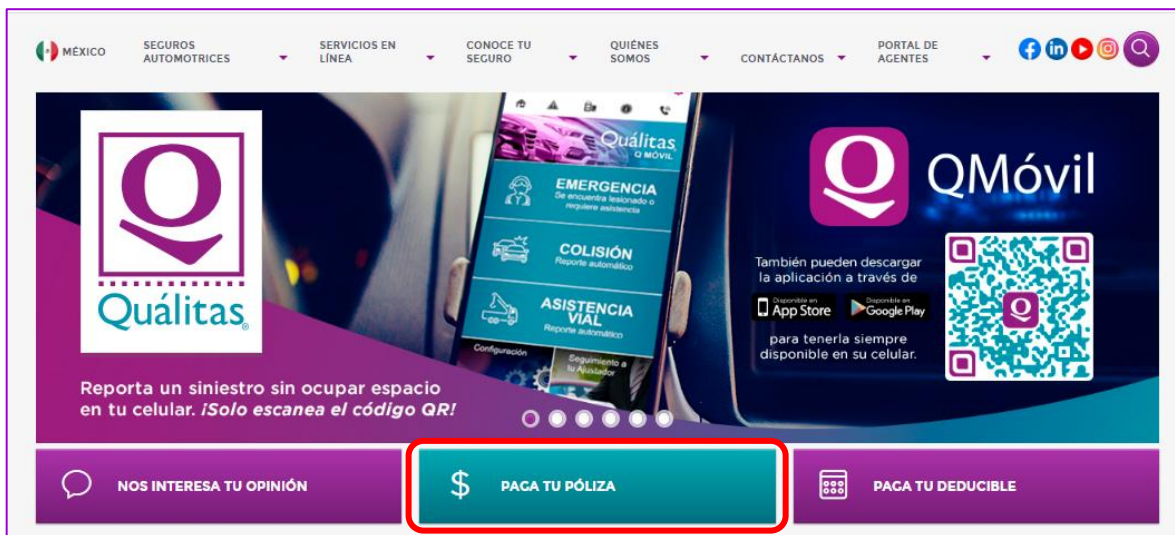 MÉXICO
SEGUROS
AUTOMOTRICES
SERVICIOS EN
LÍNEA
CONOCE TU
SEGURO
QUIÉNES
SOMOS
CONTÁCTANOS
PORTAL DE
AGENTES
Quálitas
Reporta un siniestro sin ocupar espacio
en tu celular. ¡Solo escanea el código QR!
Quálitas
Q MÓVIL
EMERGENCIA
Se encuentra lesionado o
requiere asistencia
COLISIÓN
Reporte automático
ASISTENCIA
VIAL
Reporte automático
Configuración
Seguimiento a
tu Ajustador
QMóvil
También pueden descargar
la aplicación a través de
Disponible en
App Store
Disponible en
Google Play
para tenerla siempre
disponible en su celular.
NOS INTERESA TU OPINIÓN
$ PAGA TU PÓLIZA
PAGA TU DEDUCIBLE